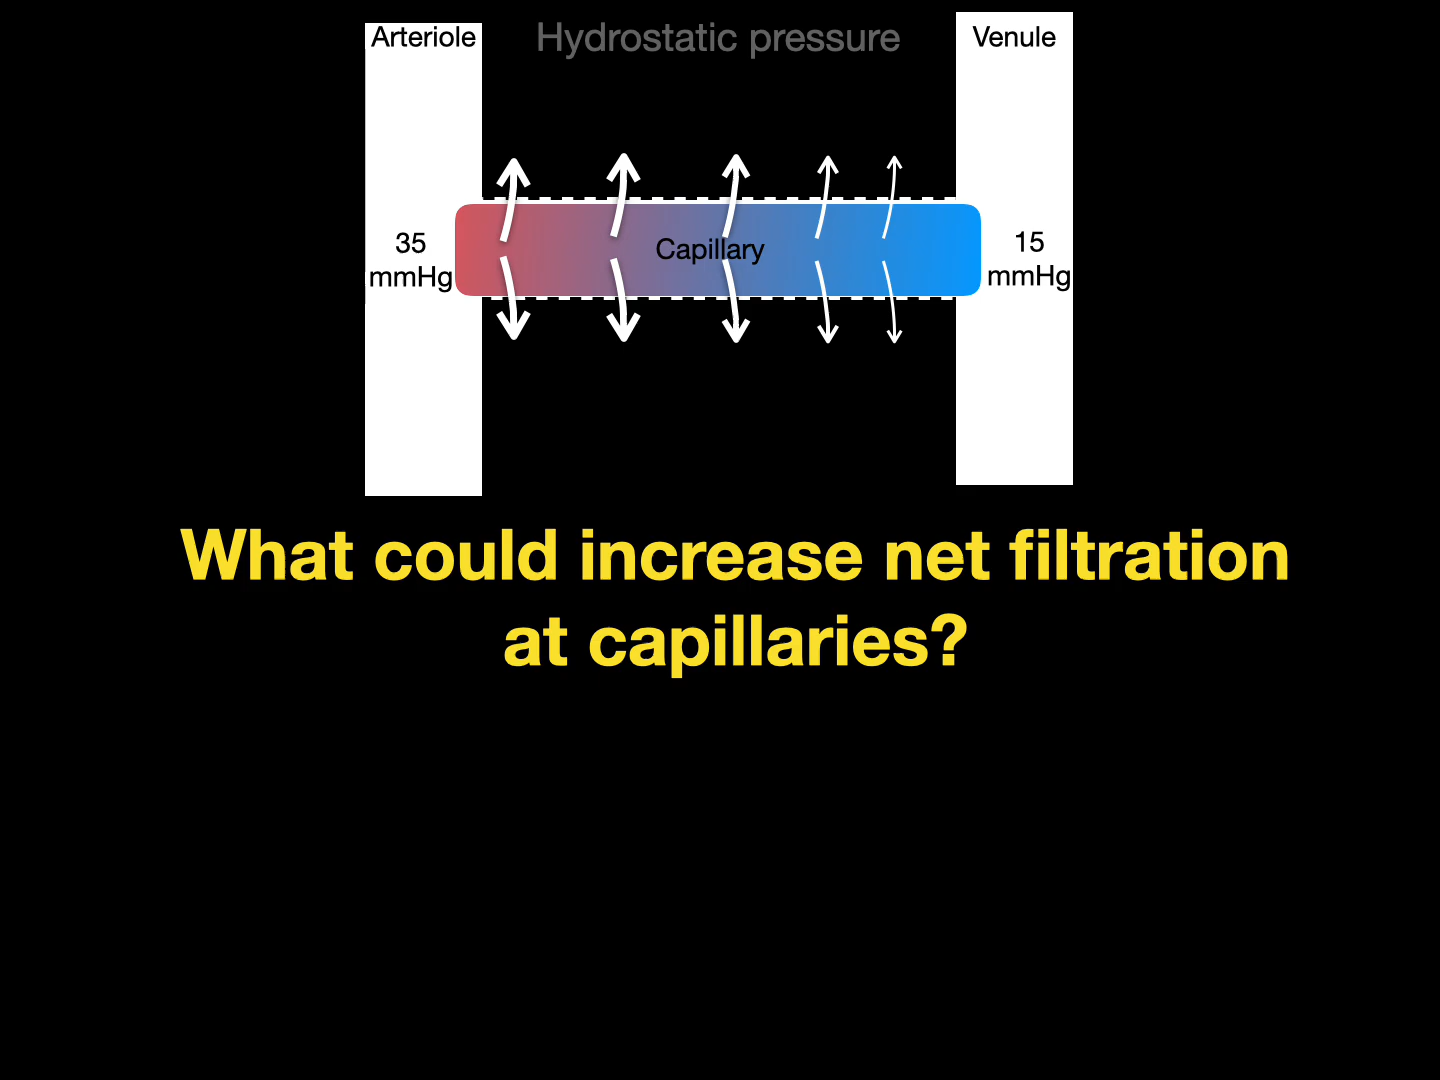 Arteriole
Hydrostatic pressure
Venule
35
mmHg
Capillary
15
mmHg
What could increase net filtration
at capillaries?